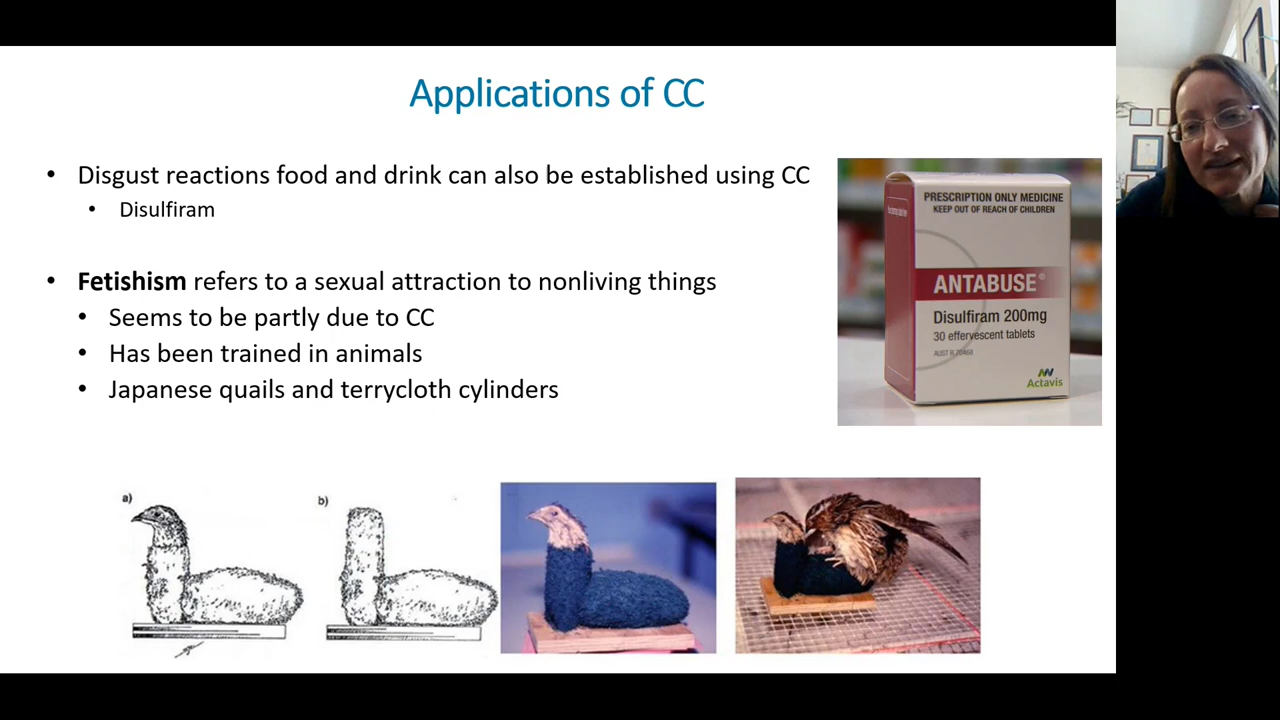 Applications of CC
• Disgust reactions food and drink can also be established using CC
• Disulfiram
• Fetishism refers to a sexual attraction to nonliving things
• Seems to be partly due to CC
• Has been trained in animals
• Japanese quails and terrycloth cylinders
PRESCRIPTION ONLY MEDICINE
KEEP OUT OF REACH OF CHILDREN
ANTABUSE®
Disulfiram 200mg
30 effervescent tablets
Actavis
a)
b)